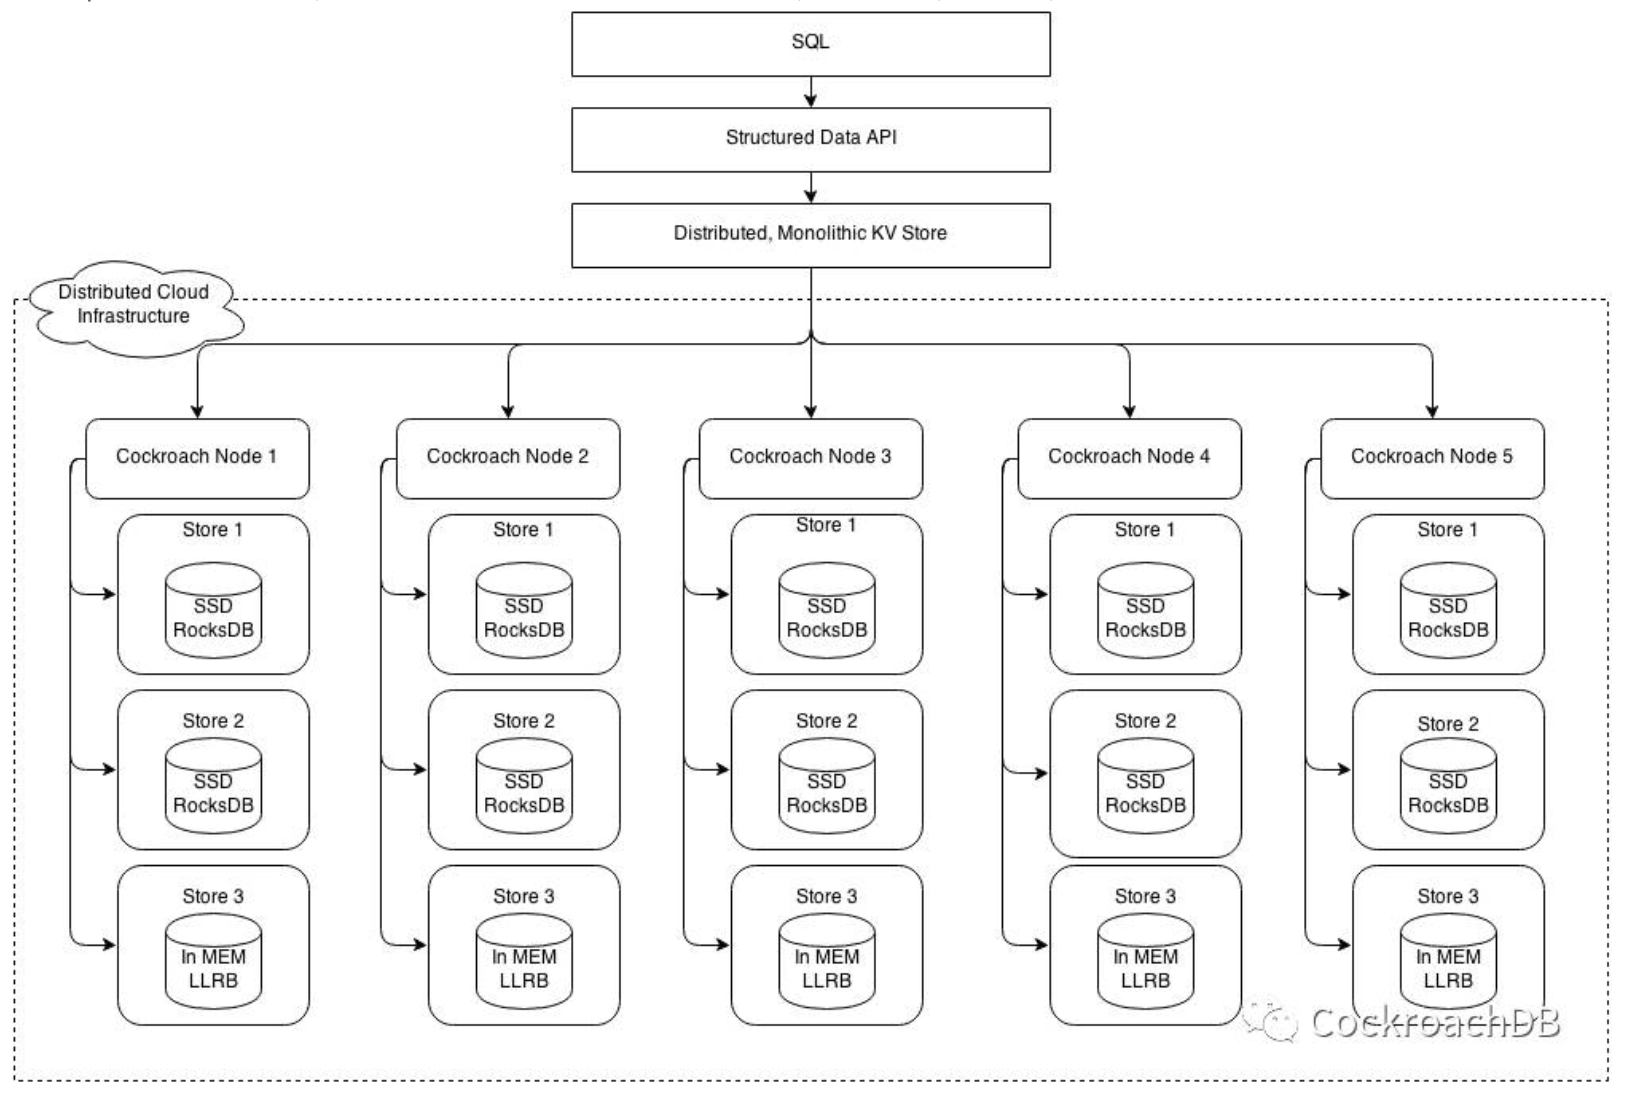 SQL
Structured Data API
Distributed, Monolithic KV Store
Distributed Cloud
Infrastructure
Cockroach Node 1
Cockroach Node 2
Cockroach Node 3
Cockroach Node 4
Cockroach Node 5
Store 1
SSD
RocksDB
Store 1
SSD
RocksDB
Store 1
SSD
RocksDB
Store 1
SSD
RocksDB
Store 1
SSD
RocksDB
Store 2
SSD
RocksDB
Store 2
SSD
RocksDB
Store 2
SSD
RocksDB
Store 2
SSD
RocksDB
Store 2
SSD
RocksDB
Store 3
In MEM
LLRB
Store 3
In MEM
LLRB
Store 3
In MEM
LLRB
Store 3
In MEM
LLRB
Store 3
In MEM
LLRB
CockroachDB